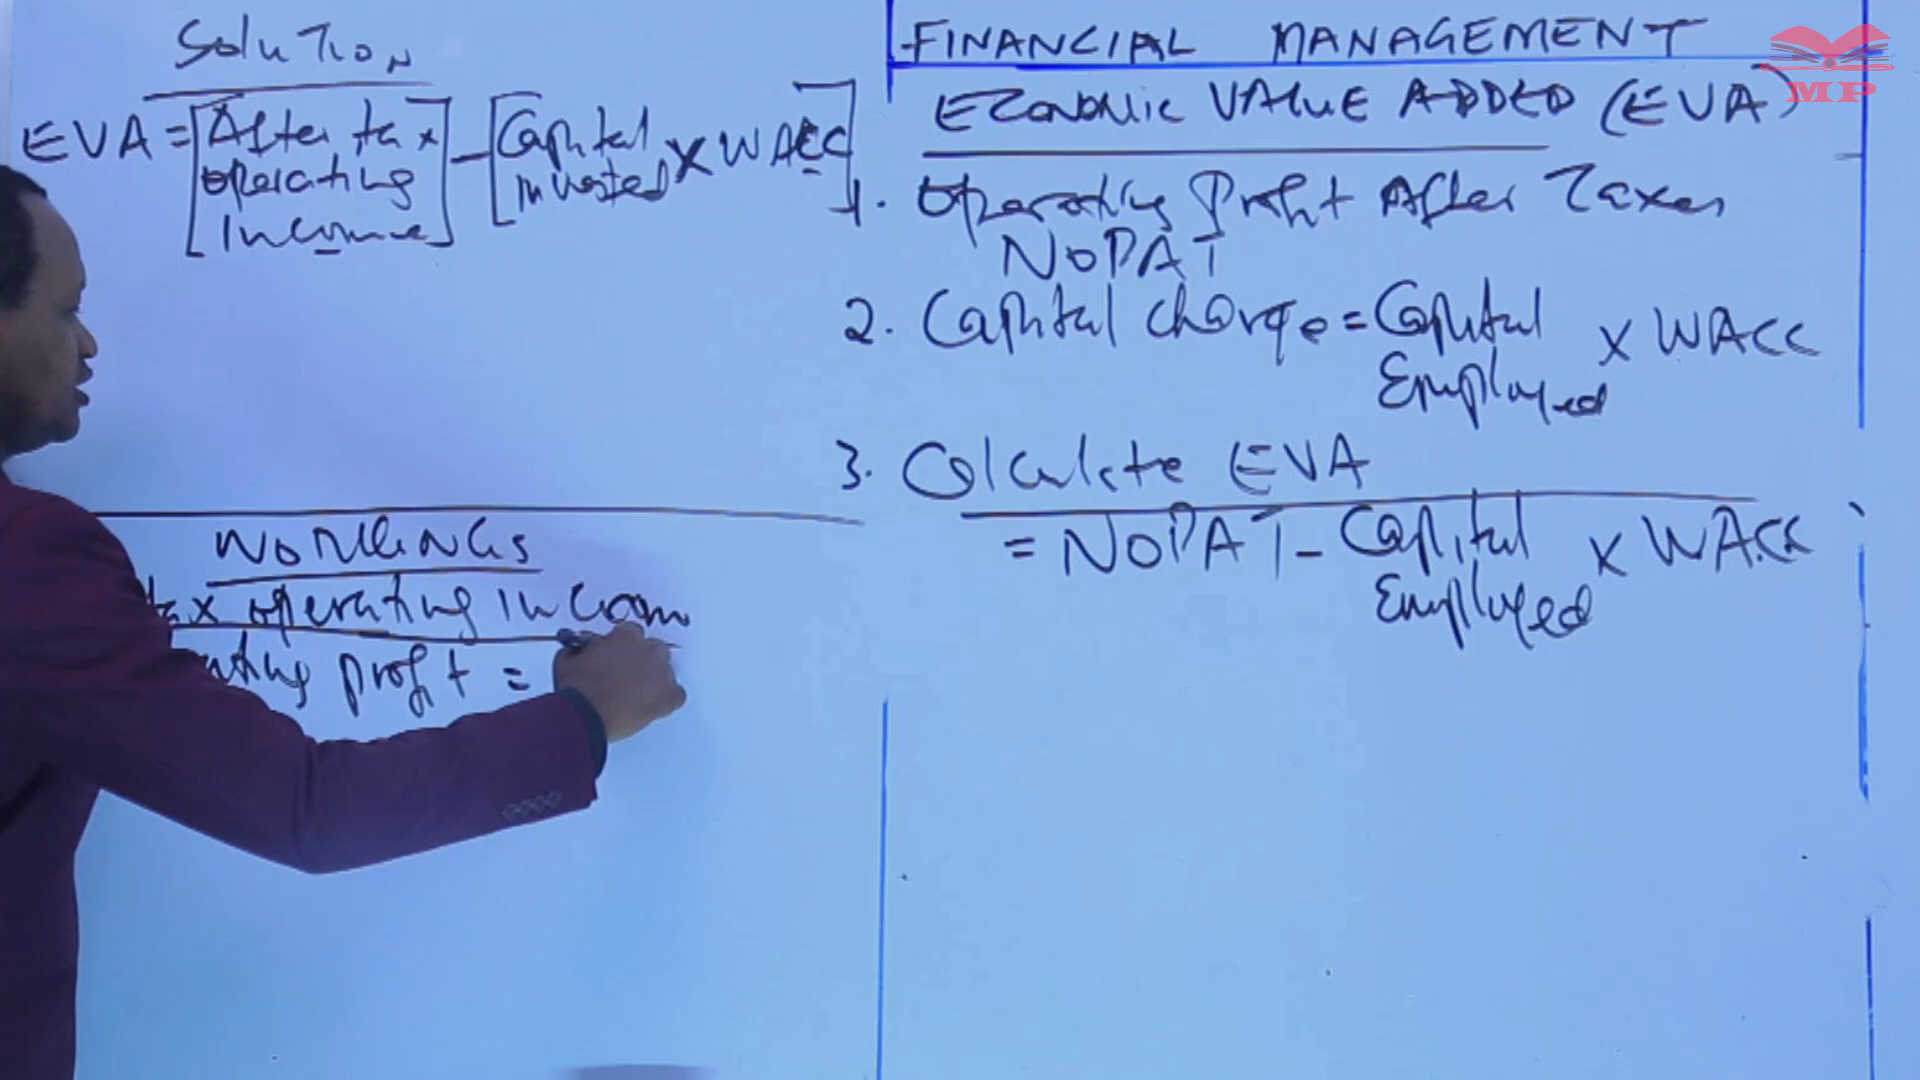 Solution
EVA = [After tax operating Income] - [Capital invested x WACC]
WORKINGS
tax operating Incom
ating profit =
FINANCIAL MANAGEMENT
ECONOMIC VALUE ADDED (EVA)
1. Operating Profit After Taxes
NOPAT
2. Capital charge = Capital Employed x WACC
3. Calculate EVA
= NOPAT - Capital Employed x WACC
MP